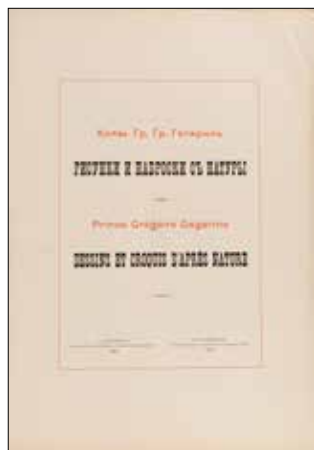 Князь Гр. Гр. Гагаринъ
РИСУНКИ И НАБРОСКИ СЪ НАТУРЫ
Prince Grégoire Gagarine
DESSINS ET CROQUIS D'APRÈS NATURE